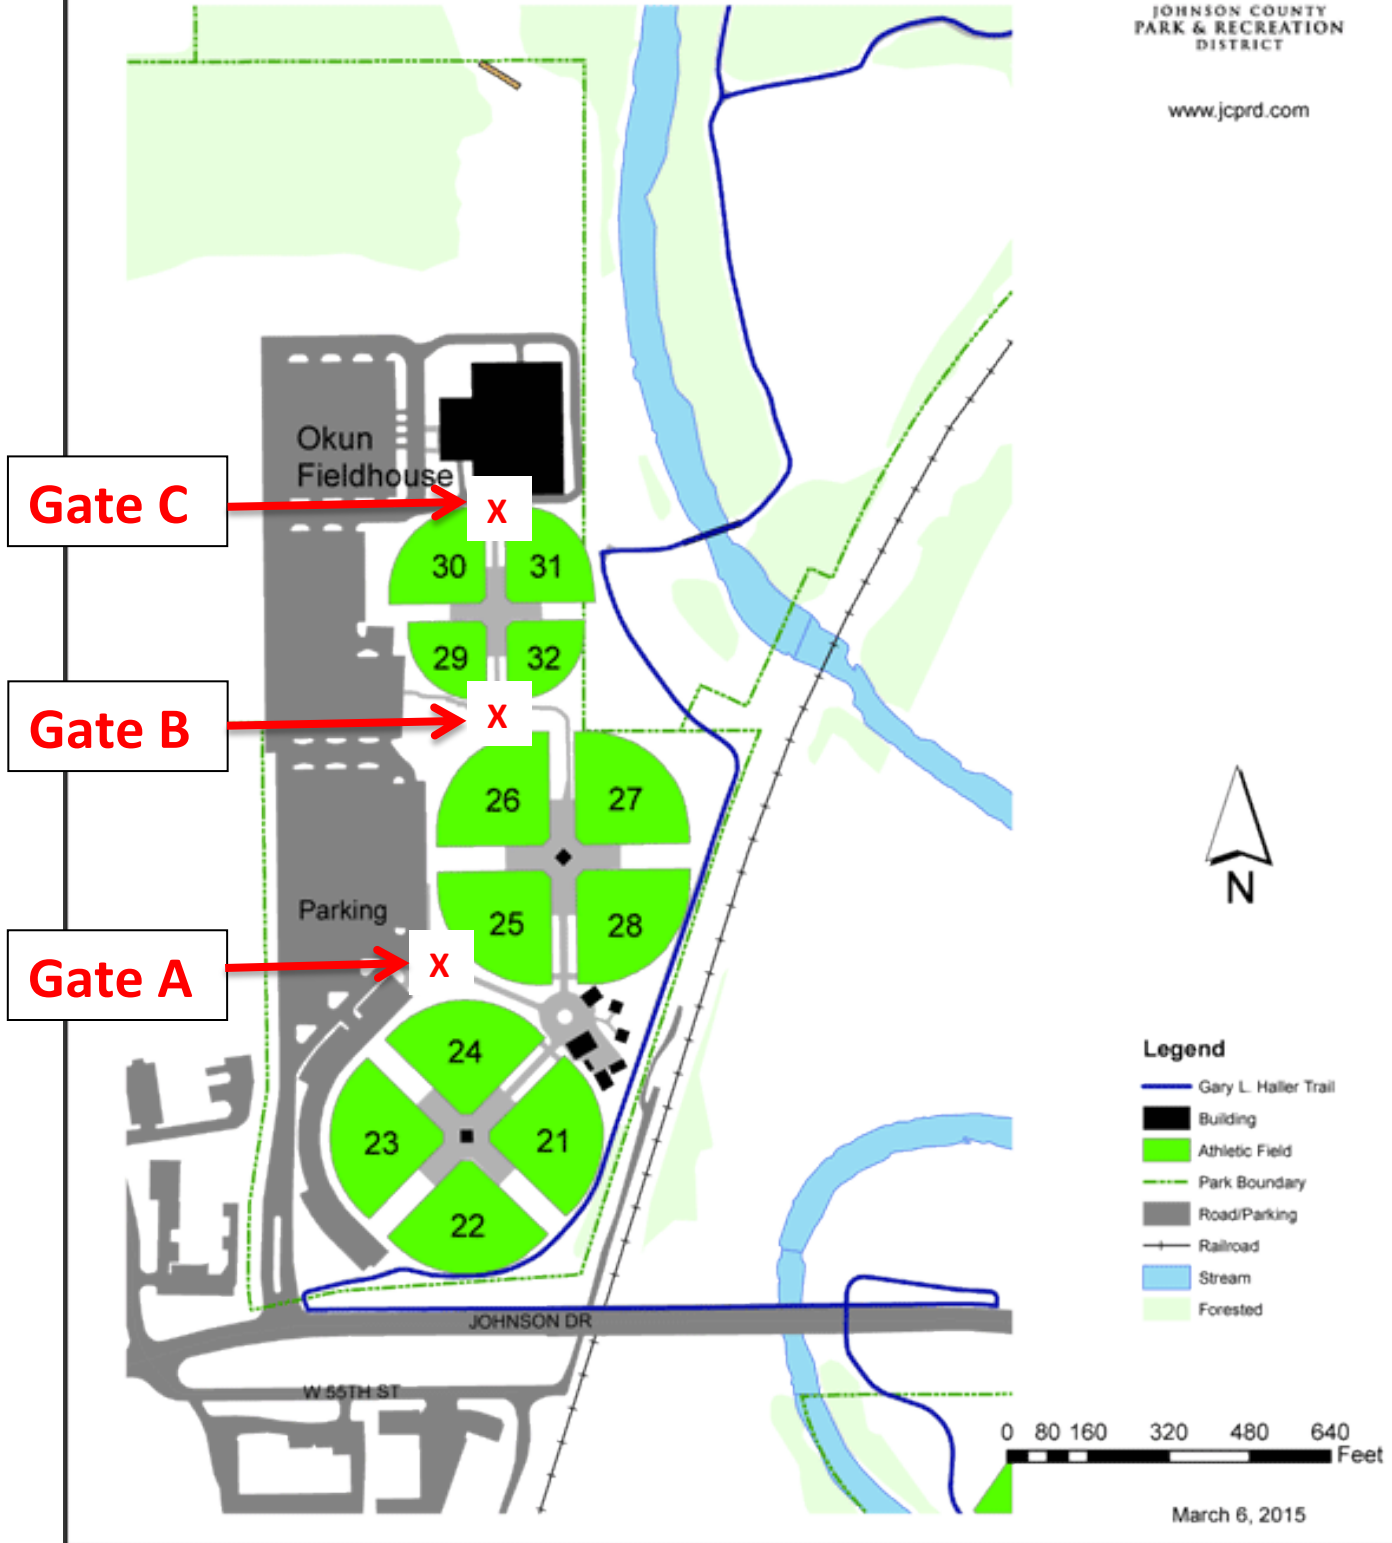 JOHNSON COUNTY
PARK & RECREATION
DISTRICT
www.jcprd.com
Okun
Fieldhouse
Gate C
X
30
31
29
32
Gate B
X
26
27
25
28
Parking
Gate A
X
24
23
21
22
N
Legend
Gary L. Haller Trail
Building
Athletic Field
Park Boundary
Road/Parking
Railroad
Stream
Forested
JOHNSON DR
W 55TH ST
0 80 160 320 480 640
Feet
March 6, 2015